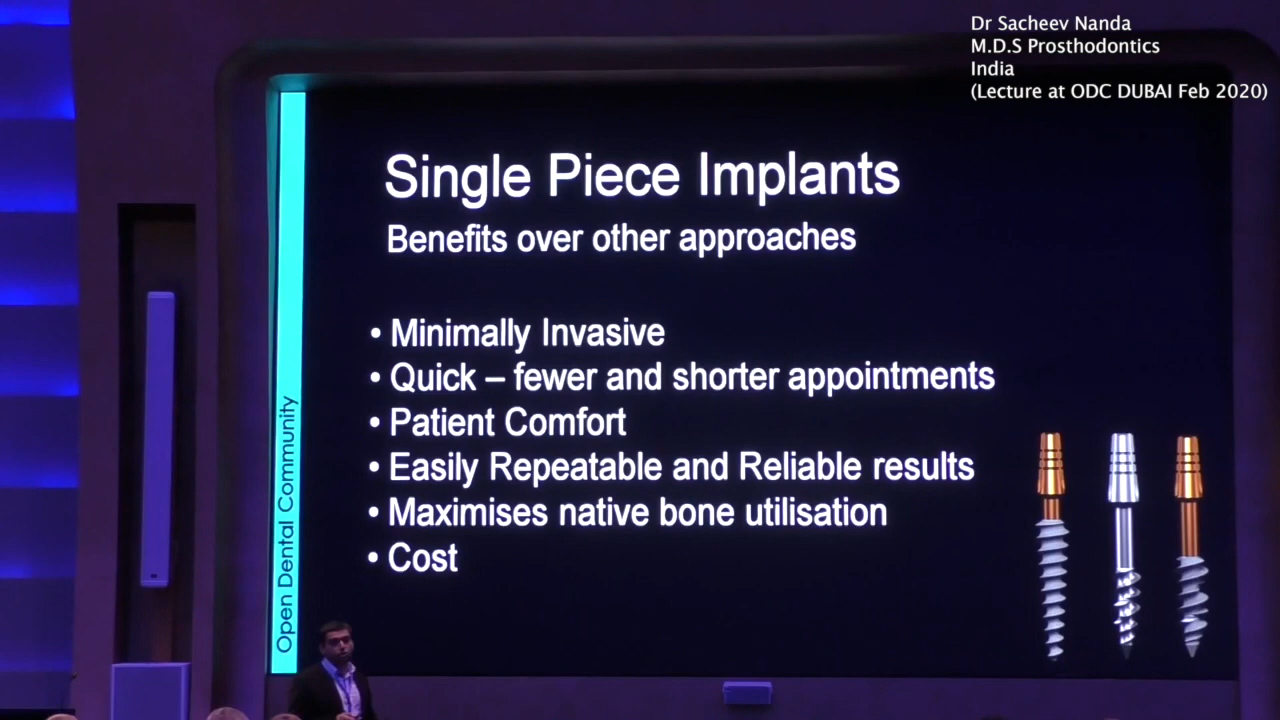 Dr Sacheev Nanda
M.D.S Prosthodontics
India
(Lecture at ODC DUBAI Feb 2020)
Single Piece Implants
Benefits over other approaches
• Minimally Invasive
• Quick – fewer and shorter appointments
• Patient Comfort
• Easily Repeatable and Reliable results
• Maximises native bone utilisation
• Cost
Open Dental Community